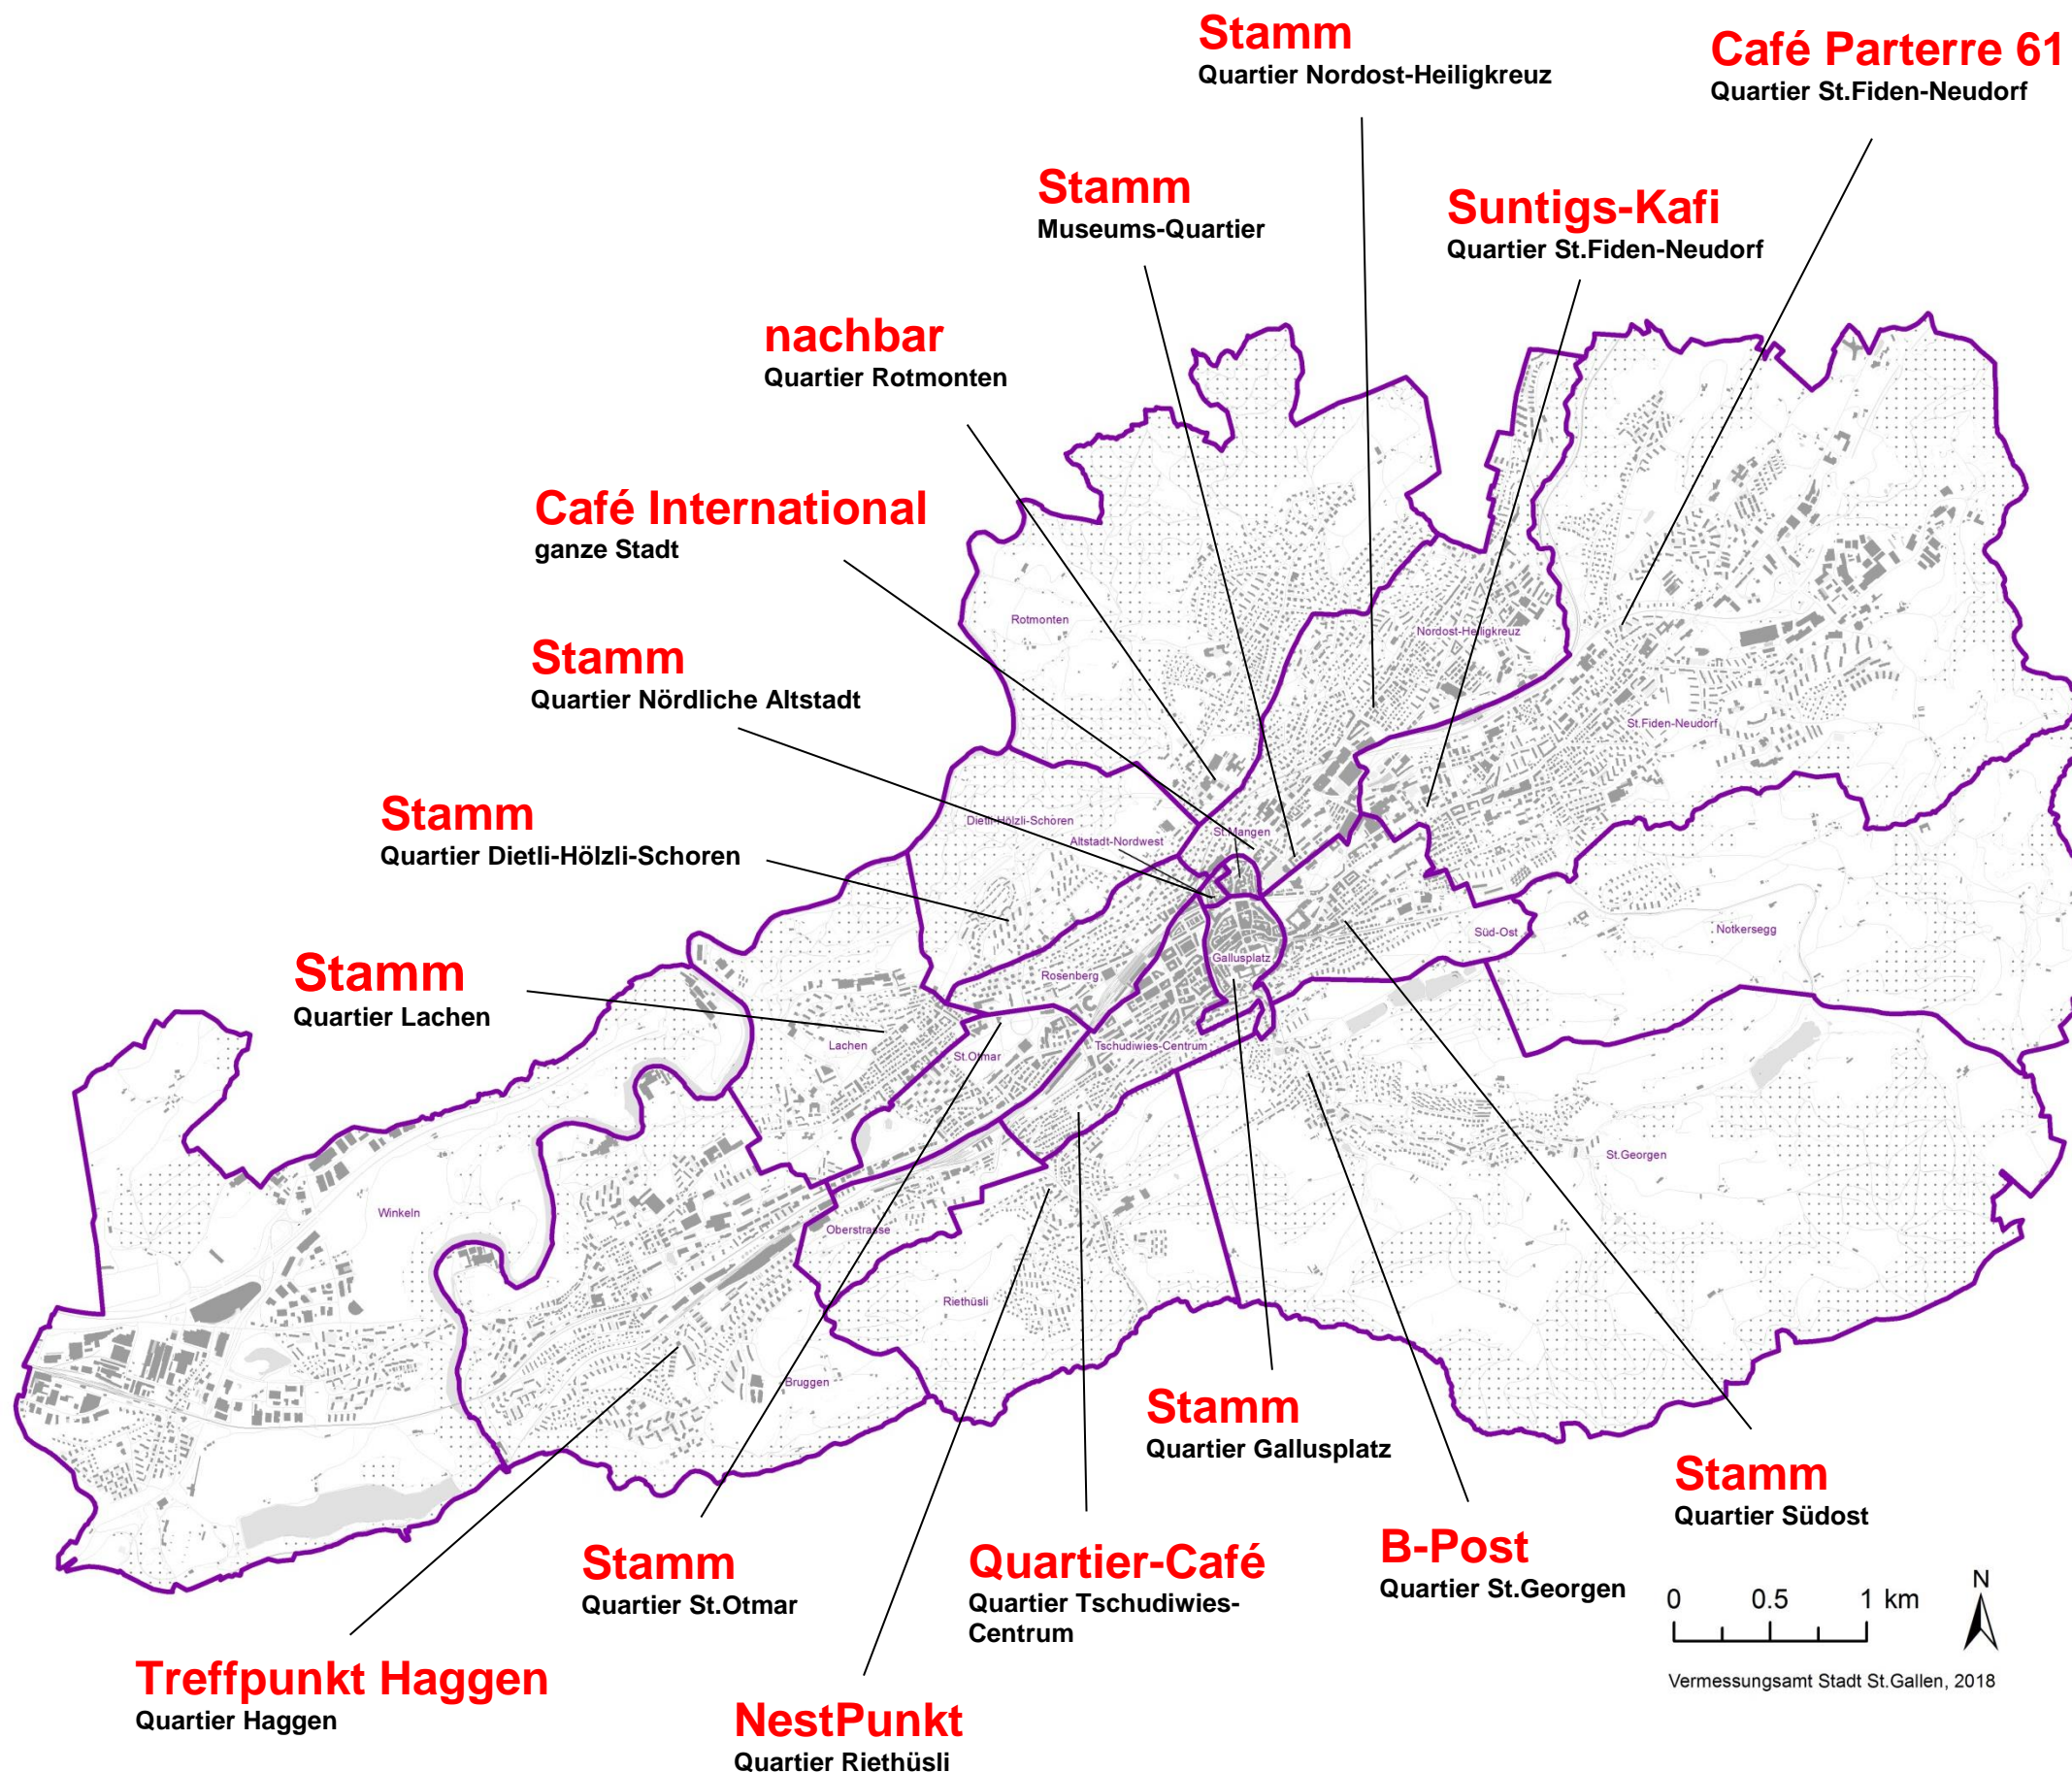 Stamm
Quartier Nordost-Heiligkreuz
Café Parterre 61
Quartier St.Fiden-Neudorf
Stamm
Museums-Quartier
Suntigs-Kafi
Quartier St.Fiden-Neudorf
nachbar
Quartier Rotmonten
Café International
ganze Stadt
Rotmonten
Nordost-Heiligkreuz
Stamm
Quartier Nördliche Altstadt
St.Fiden-Neudorf
Stamm
Quartier Dietli-Hölzli-Schoren
Dietli-Hölzli-Schoren
St.Mangen
Altstadt-Nordwest
Süd-Ost
Notkersegg
Gallusplatz
Rosenberg
Stamm
Quartier Lachen
Lachen
St.Otmar
Tschudiwies-Centrum
St.Georgen
Winkeln
Oberstrasse
Riethüsli
Bruggen
Stamm
Quartier Gallusplatz
Stamm
Quartier Südost
Stamm
Quartier St.Otmar
Quartier-Café
Quartier Tschudiwies-
Centrum
B-Post
Quartier St.Georgen
N
0 0.5 1 km
Vermessungsamt Stadt St.Gallen, 2018
Treffpunkt Haggen
Quartier Haggen
NestPunkt
Quartier Riethüsli